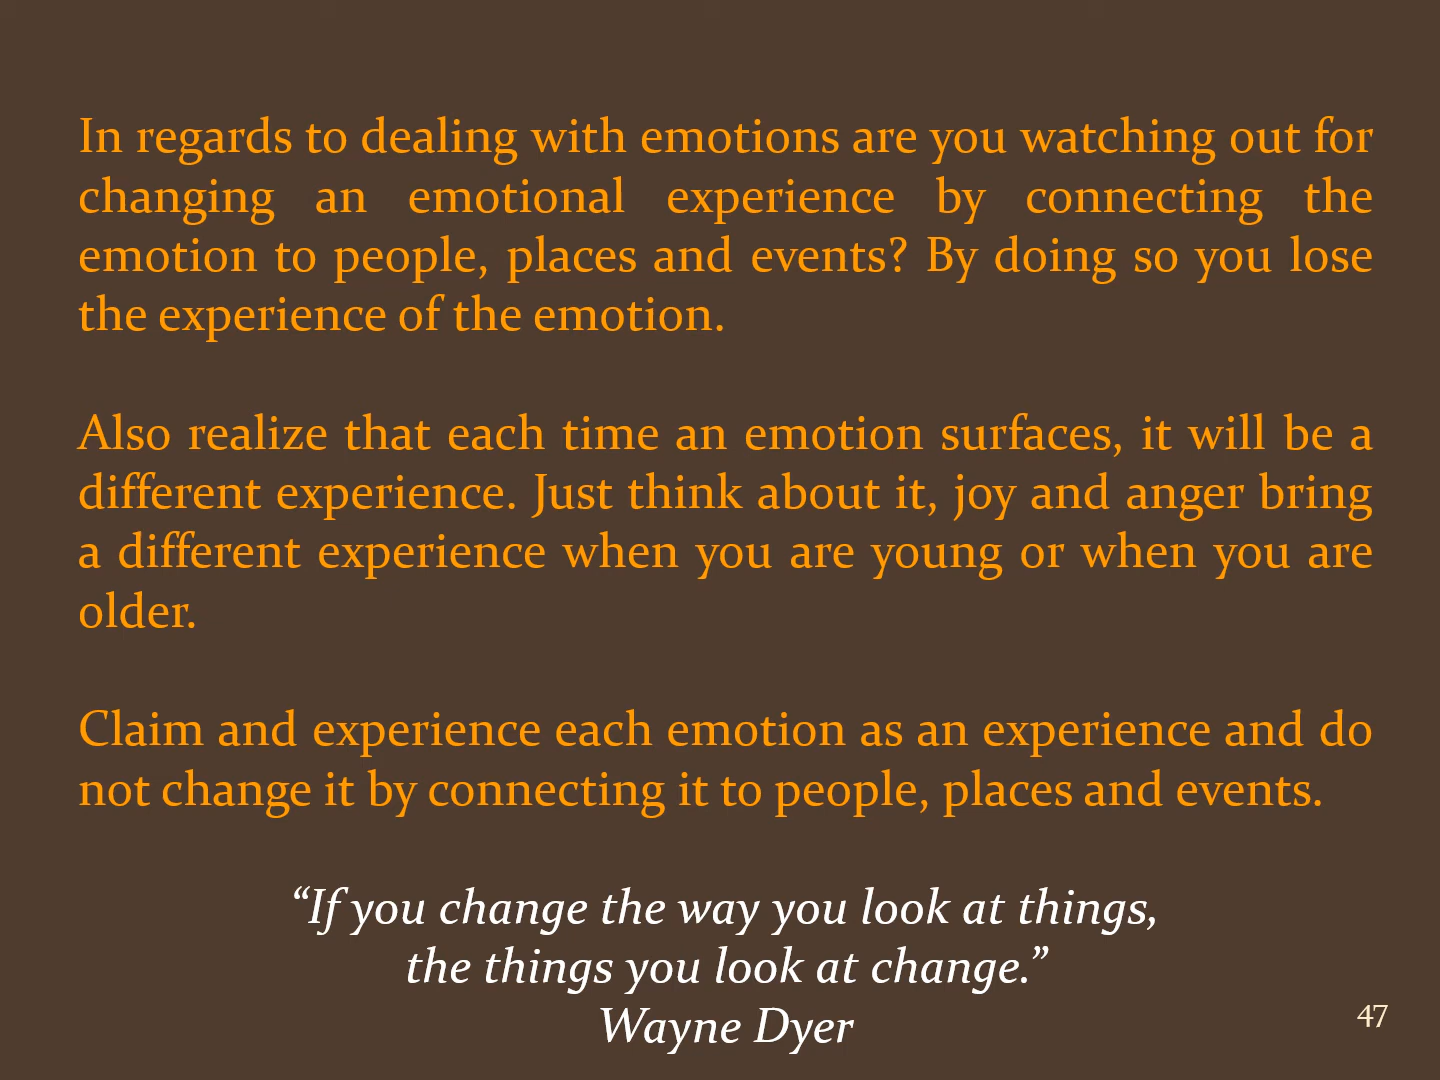 In regards to dealing with emotions are you watching out for
changing an emotional experience by connecting the
emotion to people, places and events? By doing so you lose
the experience of the emotion.
Also realize that each time an emotion surfaces, it will be a
different experience. Just think about it, joy and anger bring
a different experience when you are young or when you are
older.
Claim and experience each emotion as an experience and do
not change it by connecting it to people, places and events.
“If you change the way you look at things,
the things you look at change.”
Wayne Dyer
47